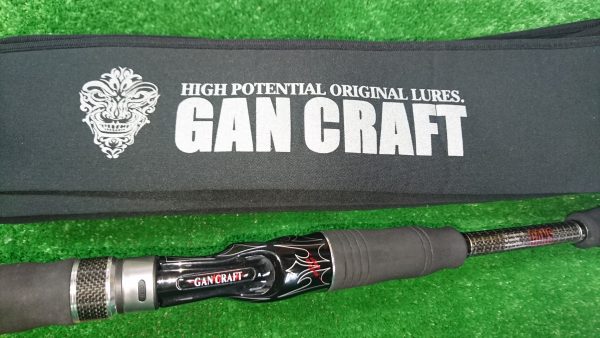 HIGH POTENTIAL ORIGINAL LURES.
GAN CRAFT
GAN CRAFT